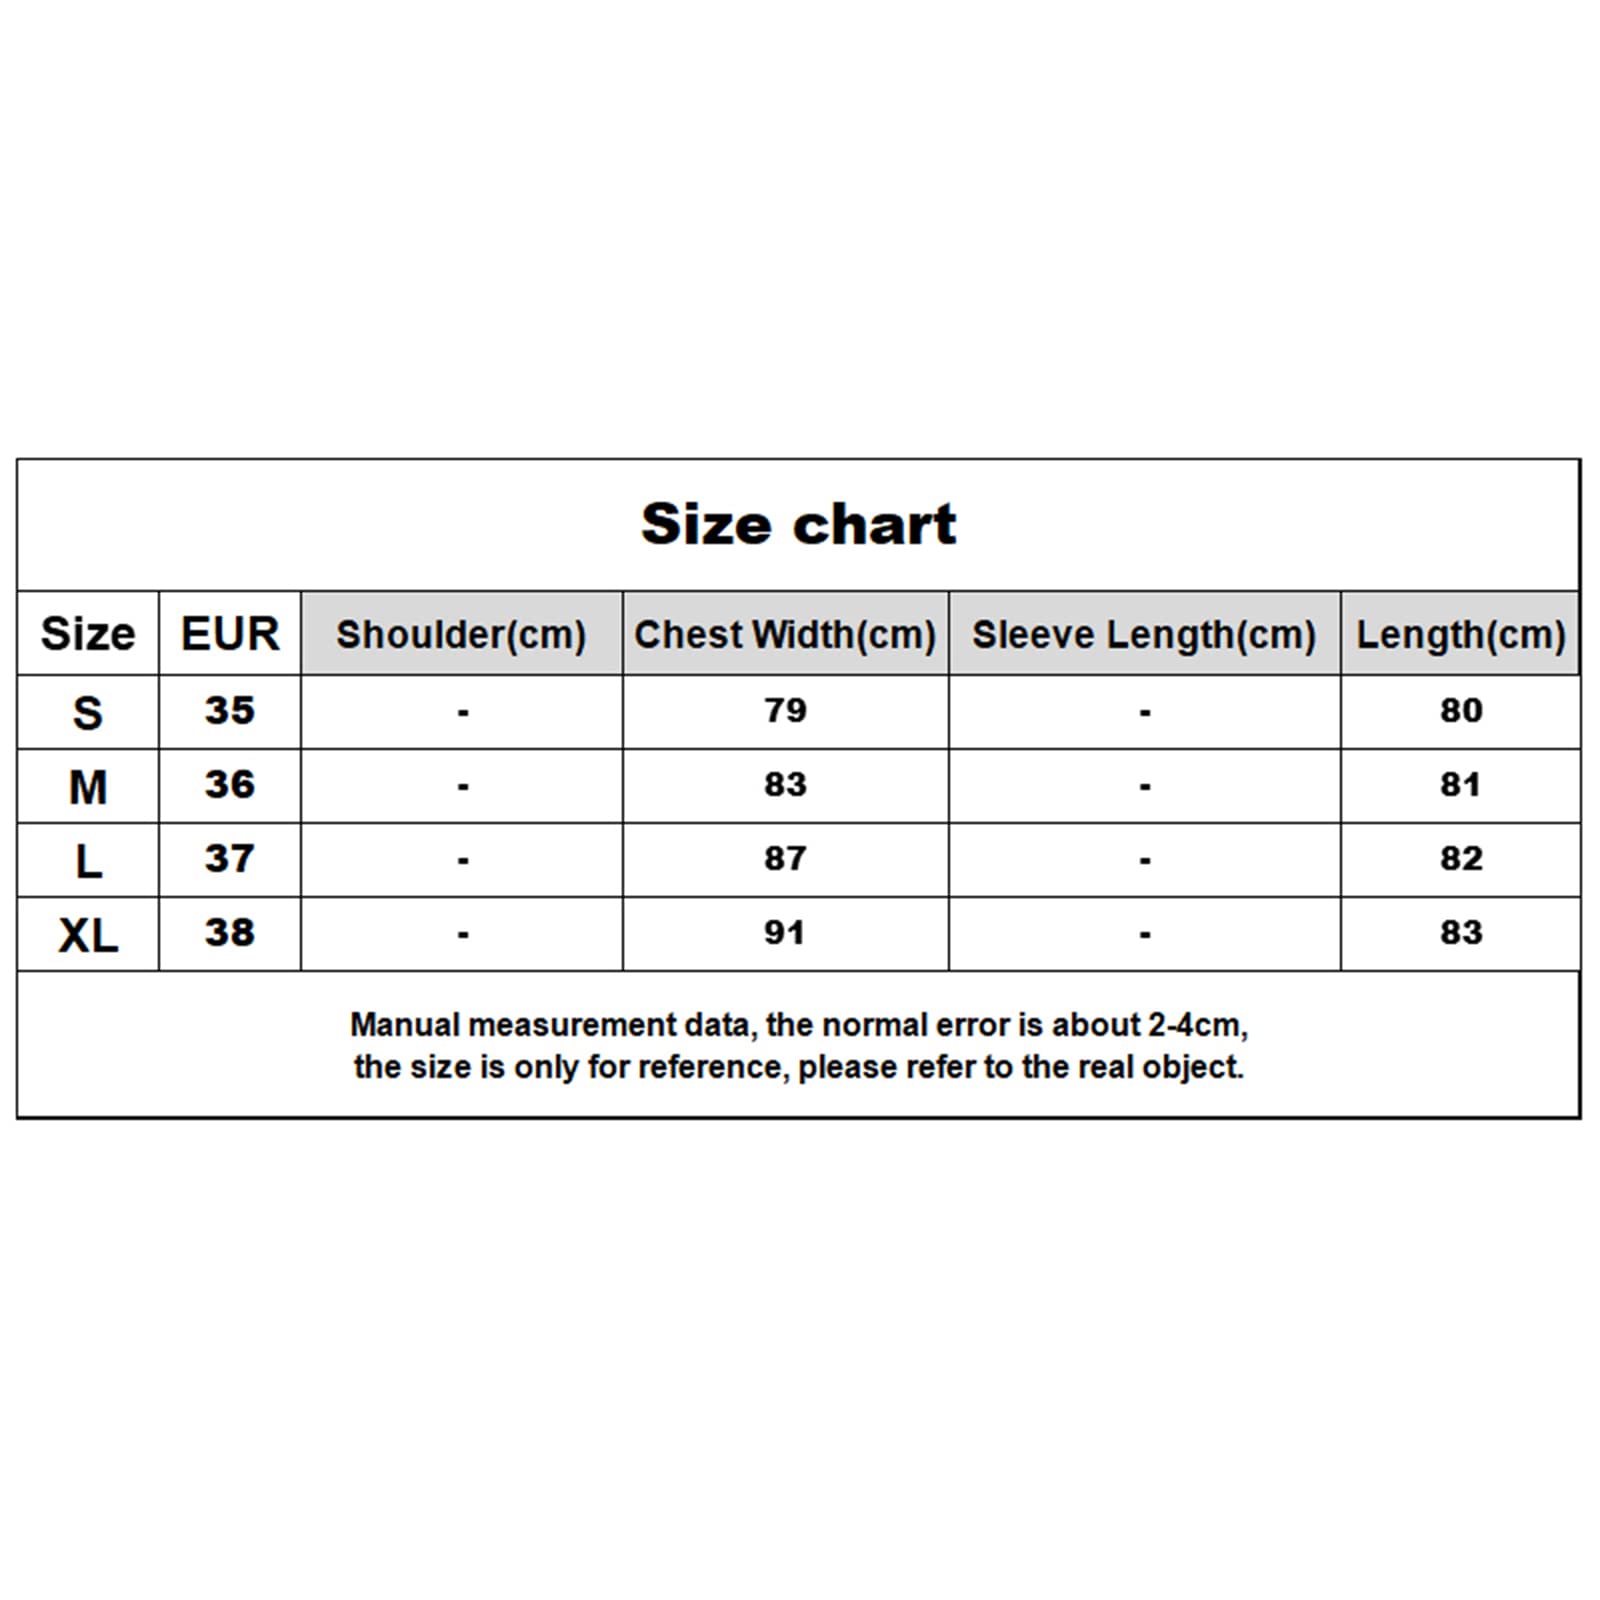 Size chart
Size EUR Shoulder(cm) Chest Width(cm) Sleeve Length(cm) Length(cm)
S 35 - 79 - 80
M 36 - 83 - 81
L 37 - 87 - 82
XL 38 - 91 - 83
Manual measurement data, the normal error is about 2-4cm,
the size is only for reference, please refer to the real object.